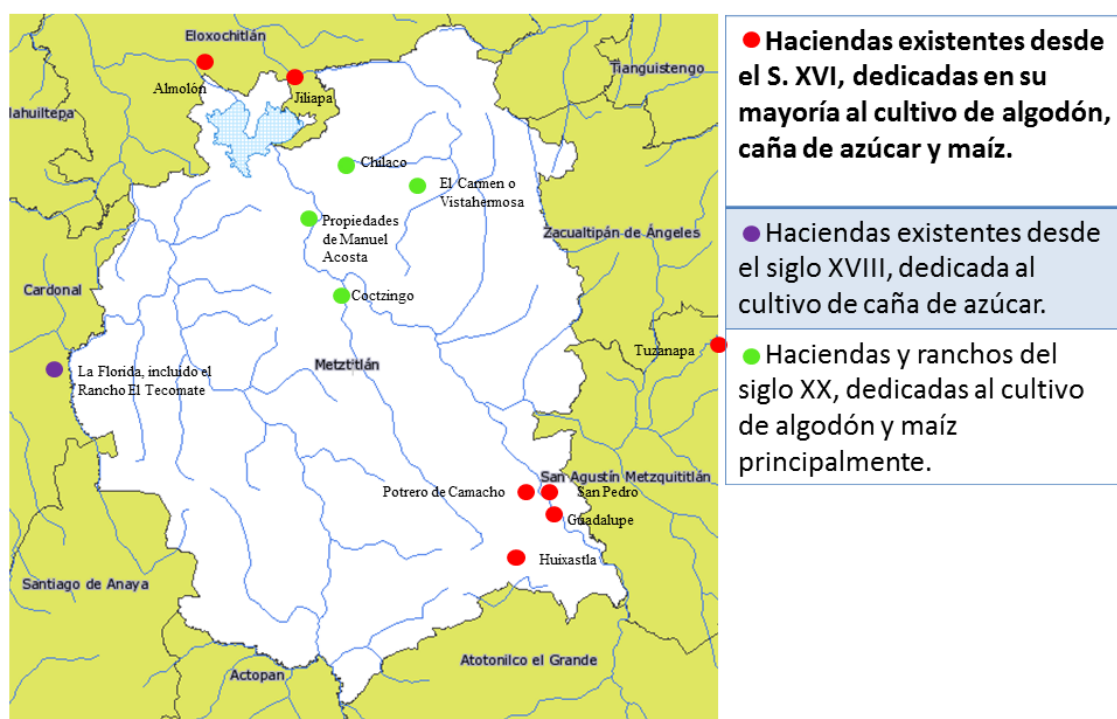 Eloxochitlán
Almolón
Jiliapa
Tianguistengo
lahuiltepa
Chilaco
El Carmen o
Vistahermosa
Propiedades
de Manuel
Acosta
Zacualtipán de Ángeles
Cardonal
Coctzingo
Metztitlán
Tuzanapa
La Florida, incluido el
Rancho El Tecomate
San Agustín Metzquititlán
Potrero de Camacho
San Pedro
Guadalupe
Huixastla
Santiago de Anaya
Atotonilco el Grande
Actopan
Haciendas existentes desde
el S. XVI, dedicadas en su
mayoría al cultivo de algodón,
caña de azúcar y maíz.
Haciendas existentes desde
el siglo XVIII, dedicada al
cultivo de caña de azúcar.
Haciendas y ranchos del
siglo XX, dedicadas al cultivo
de algodón y maíz
principalmente.